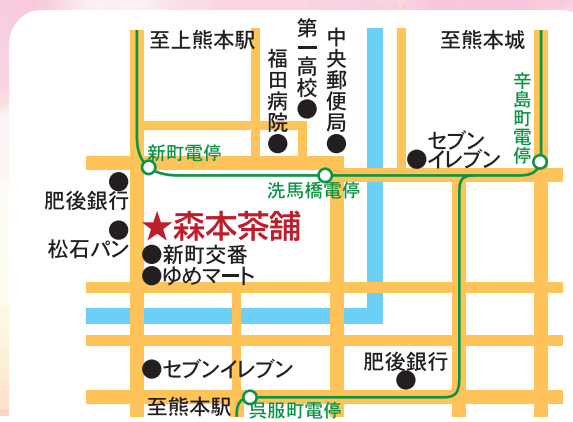 至上熊本駅
福田病院
第一高校
中央郵便局
至熊本城
辛島町電停
セブン
イレブン
新町電停
洗馬橋電停
肥後銀行
★森本茶舗
松石パン
新町交番
ゆめマート
セブンイレブン
肥後銀行
至熊本駅
呉服町電停